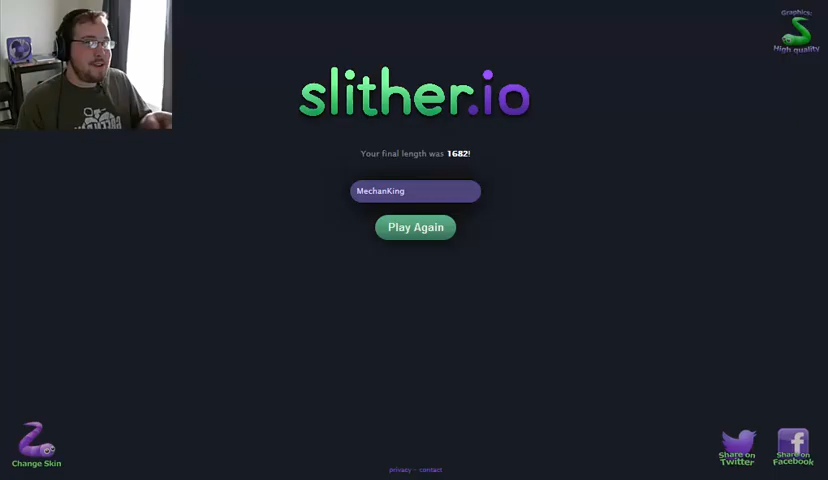 Graphics:
High quality
slither.io
Your final length was 1682!
MechanKing
Play Again
Change Skin
Share on
Twitter
Share on
Facebook
privacy - contact